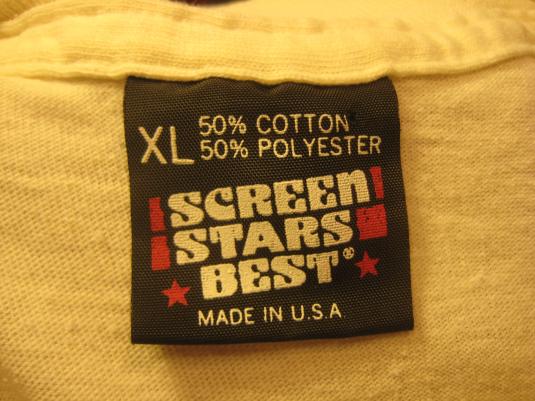 XL 50% COTTON
50% POLYESTER
SCREEN
STARS
BEST®
MADE IN U.S.A